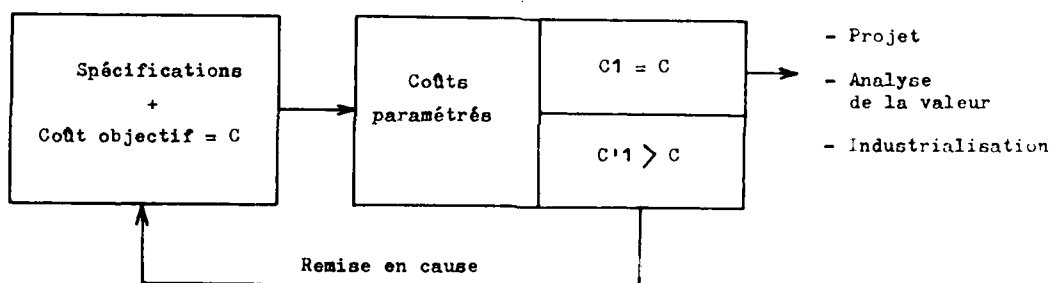 Spécifications
+
Coût objectif = C
Coûts
paramétrés
C1 = C
C'1 > C
- Projet
- Analyse
de la valeur
- Industrialisation
Remise en cause